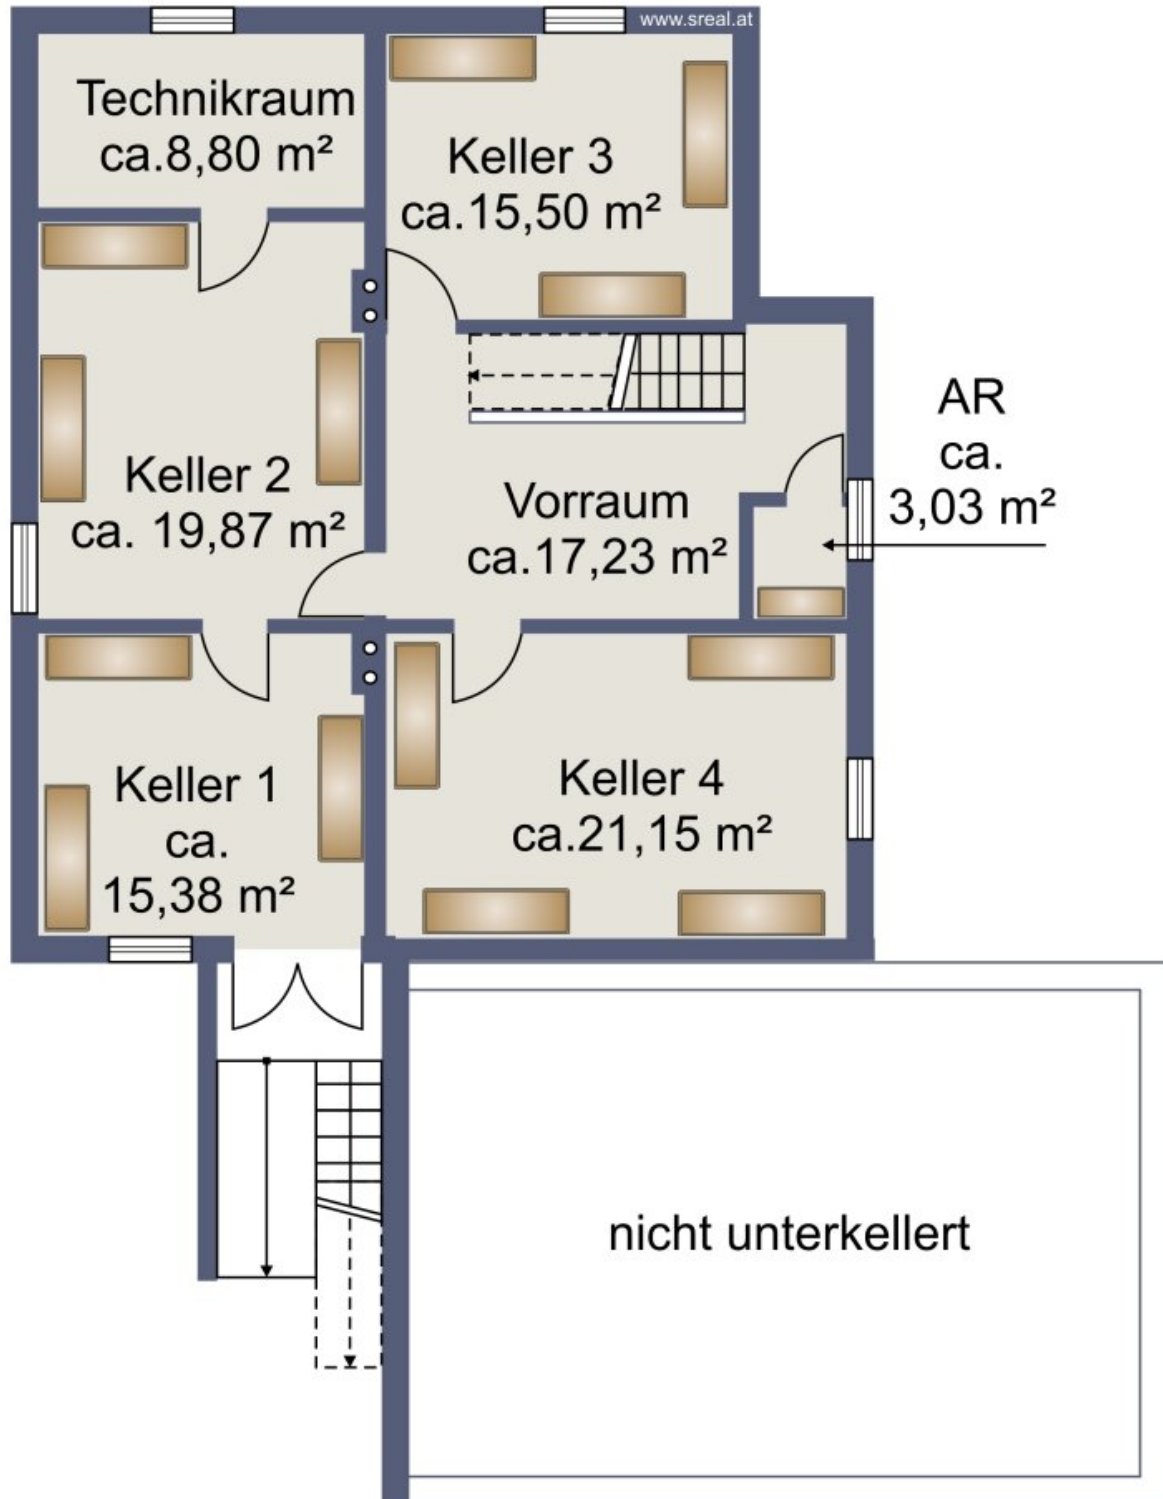 www.sreal.at
Technikraum
ca.8,80 m²
Keller 3
ca.15,50 m²
Keller 2
ca. 19,87 m²
Vorraum
ca.17,23 m²
AR
ca.
3,03 m²
Keller 1
ca.
15,38 m²
Keller 4
ca.21,15 m²
nicht unterkellert